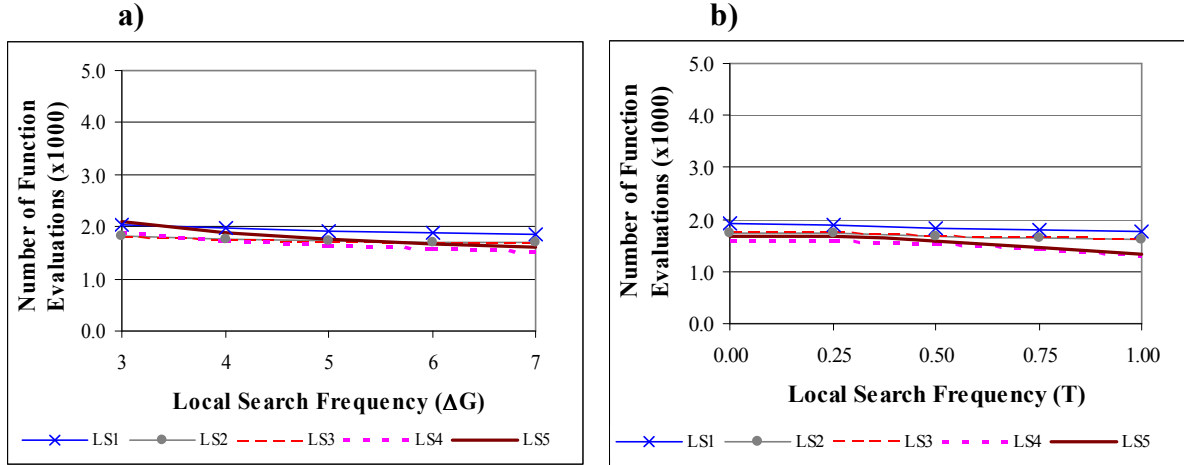 a)
Number of Function
Evaluations (x1000)
5.0
4.0
3.0
2.0
1.0
0.0
3 4 5 6 7
Local Search Frequency (ΔG)
LS1 LS2 LS3 LS4 LS5
b)
Number of Function
Evaluations (x1000)
5.0
4.0
3.0
2.0
1.0
0.0
0.00 0.25 0.50 0.75 1.00
Local Search Frequency (T)
LS1 LS2 LS3 LS4 LS5